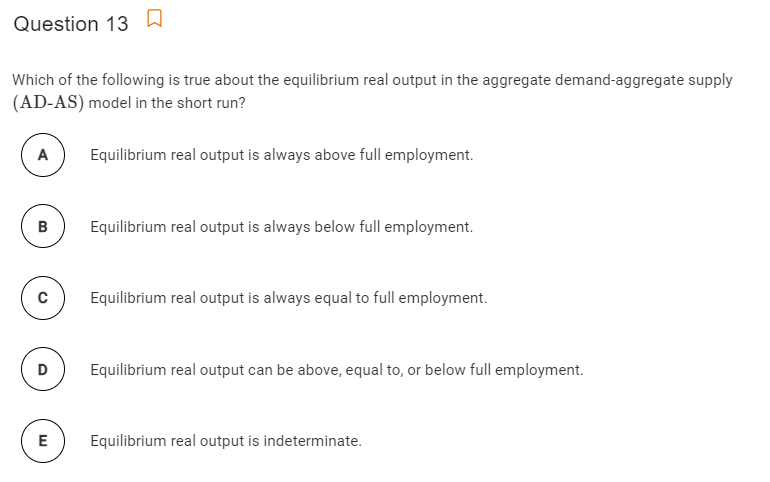 Question 13
Which of the following is true about the equilibrium real output in the aggregate demand-aggregate supply
(AD-AS) model in the short run?
A Equilibrium real output is always above full employment.
B Equilibrium real output is always below full employment.
C Equilibrium real output is always equal to full employment.
D Equilibrium real output can be above, equal to, or below full employment.
E Equilibrium real output is indeterminate.